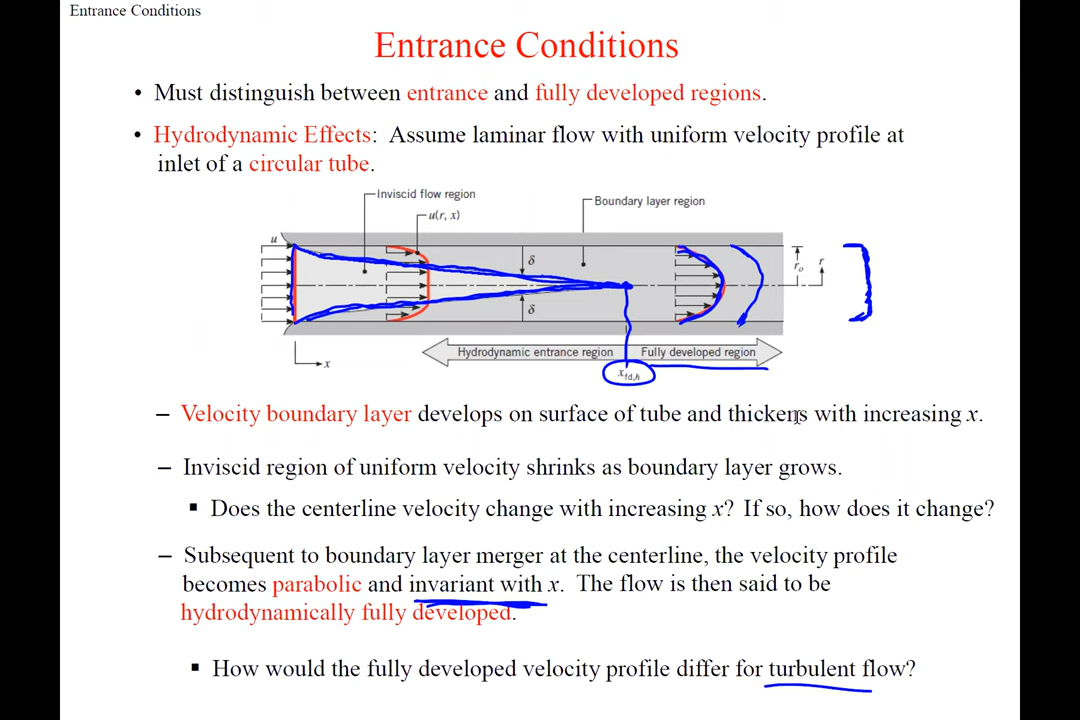 Entrance Conditions
Entrance Conditions
• Must distinguish between entrance and fully developed regions.
• Hydrodynamic Effects: Assume laminar flow with uniform velocity profile at
inlet of a circular tube.
Inviscid flow region
Boundary layer region
u(r, x)
u
δ
r
r₀
δ
Hydrodynamic entrance region
Fully developed region
x
x fd,h
– Velocity boundary layer develops on surface of tube and thickens with increasing x.
– Inviscid region of uniform velocity shrinks as boundary layer grows.
▪ Does the centerline velocity change with increasing x? If so, how does it change?
– Subsequent to boundary layer merger at the centerline, the velocity profile
becomes parabolic and invariant with x. The flow is then said to be
hydrodynamically fully developed.
▪ How would the fully developed velocity profile differ for turbulent flow?